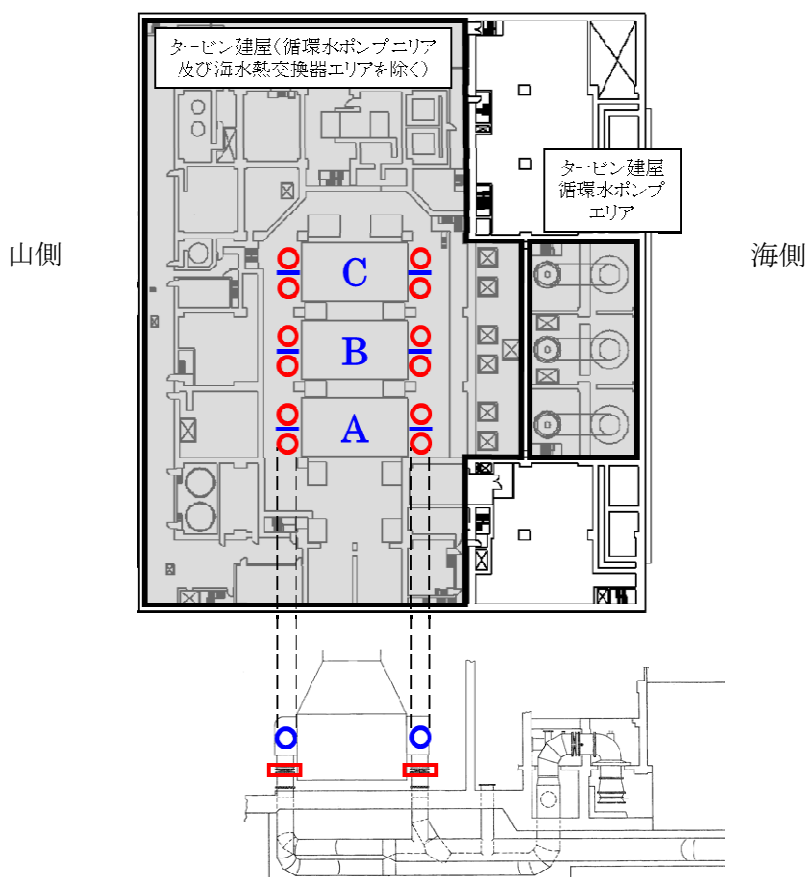 タービン建屋(循環水ポンプエリア
及び海水熱交換器エリアを除く)
タービン建屋
循環水ポンプ
エリア
山側
海側
C
B
A